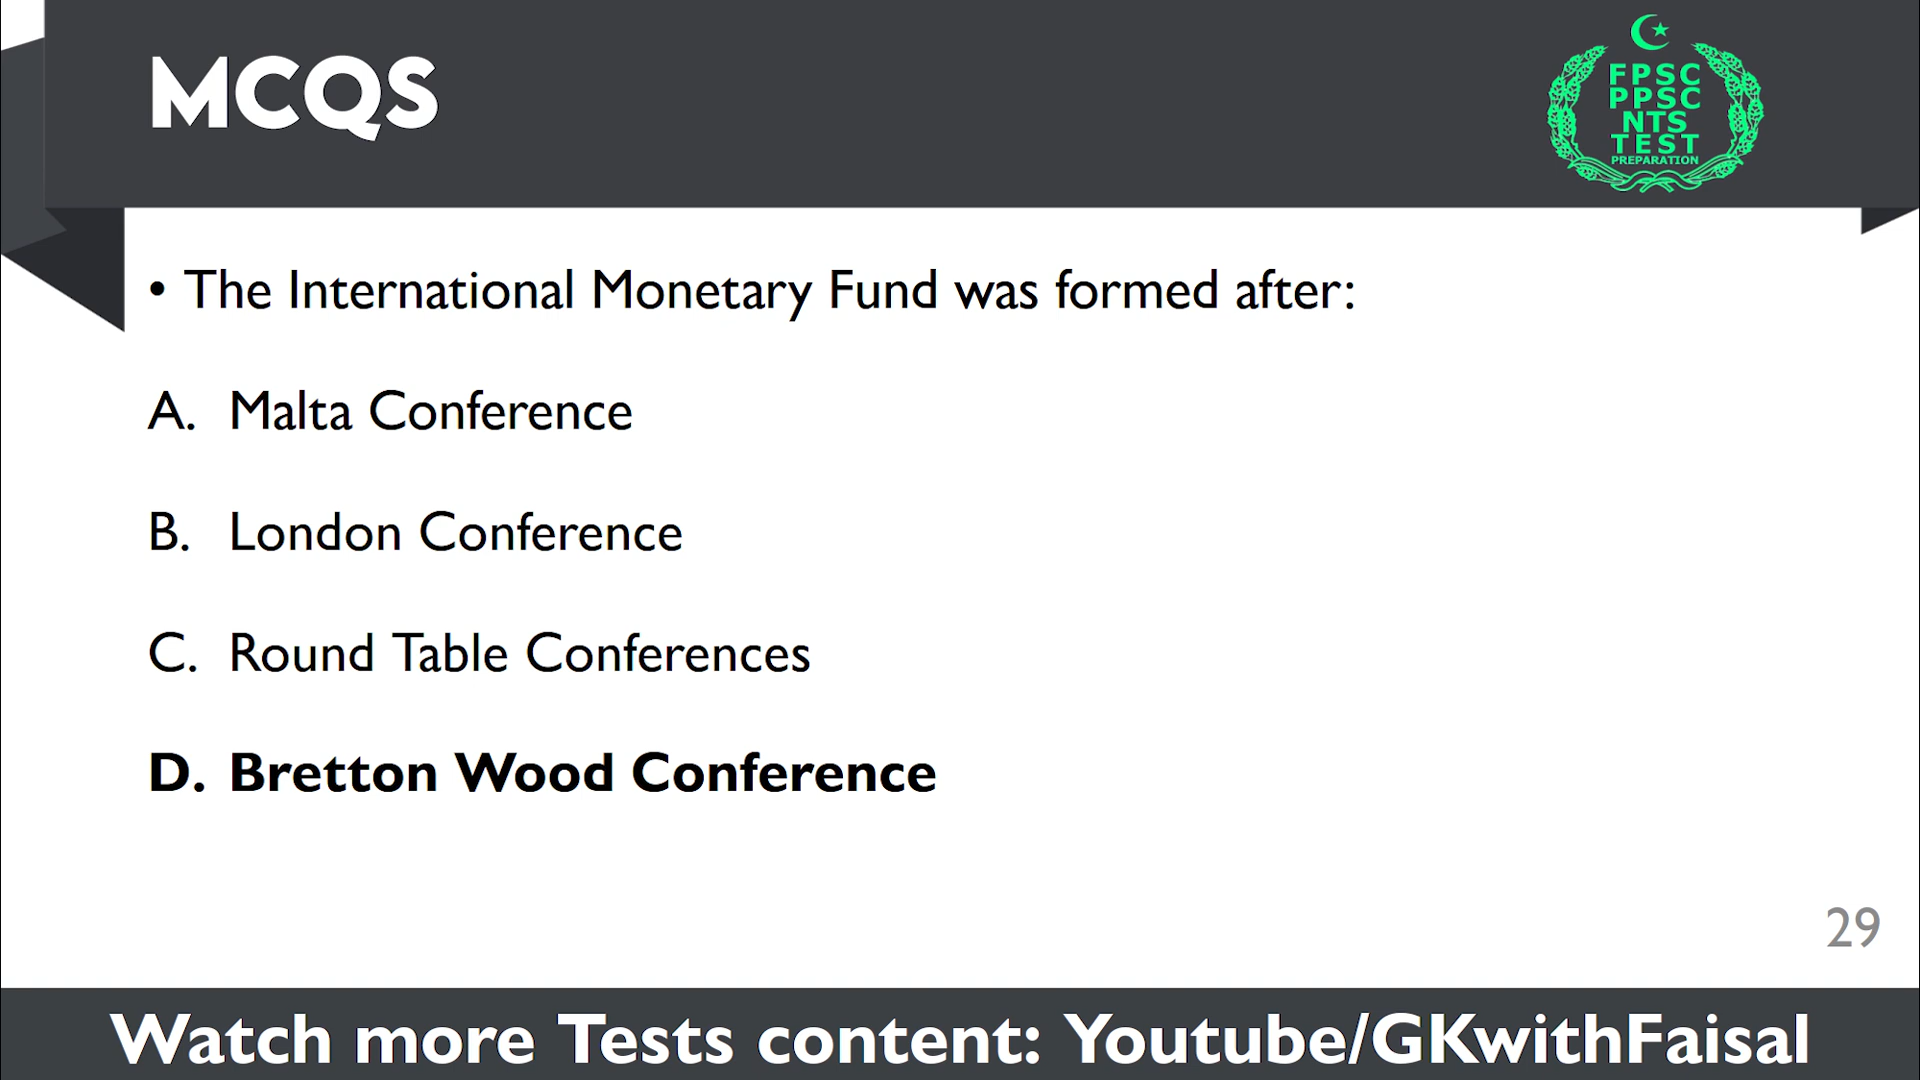 MCQS
FPSC
PPSC
NTS
TEST
PREPARATION
• The International Monetary Fund was formed after:
A. Malta Conference
B. London Conference
C. Round Table Conferences
D. Bretton Wood Conference
29
Watch more Tests content: Youtube/GKwithFaisal